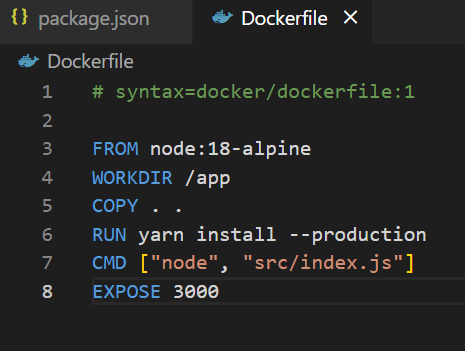 {} package.json
Dockerfile ×
Dockerfile
1 # syntax=docker/dockerfile:1
2
3 FROM node:18-alpine
4 WORKDIR /app
5 COPY . .
6 RUN yarn install --production
7 CMD ["node", "src/index.js"]
8 EXPOSE 3000